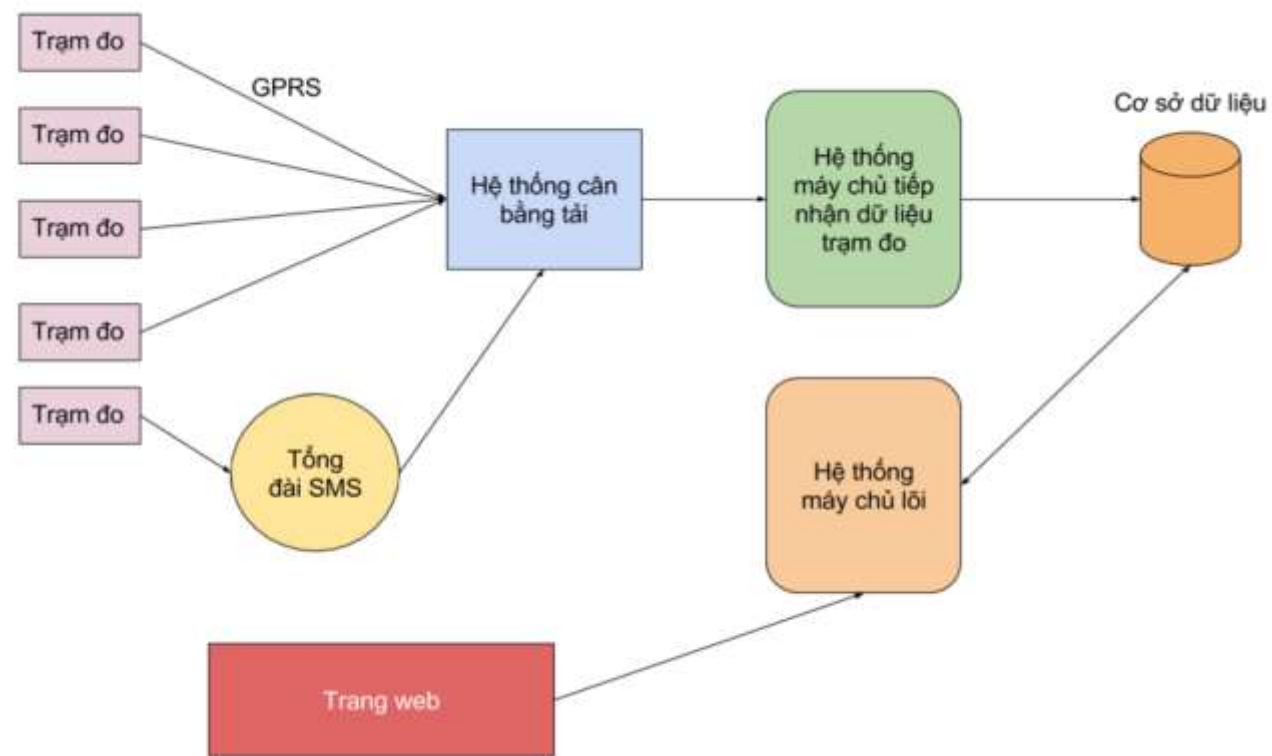 Trạm đo
GPRS
Trạm đo
Trạm đo
Trạm đo
Trạm đo
Tổng
đài SMS
Hệ thống cân
bằng tải
Hệ thống
máy chủ tiếp
nhận dữ liệu
trạm đo
Cơ sở dữ liệu
Hệ thống
máy chủ lõi
Trang web